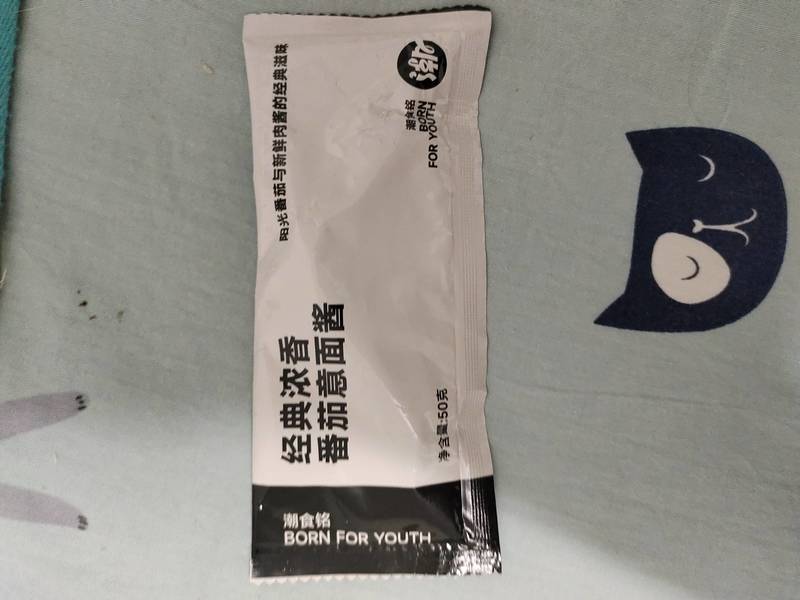 阳光番茄与新鲜肉酱的经典滋味
潮食铭
BORN
FOR YOUTH
经典浓香
番茄意面酱
净含量:50克
潮食铭
BORN FOR YOUTH